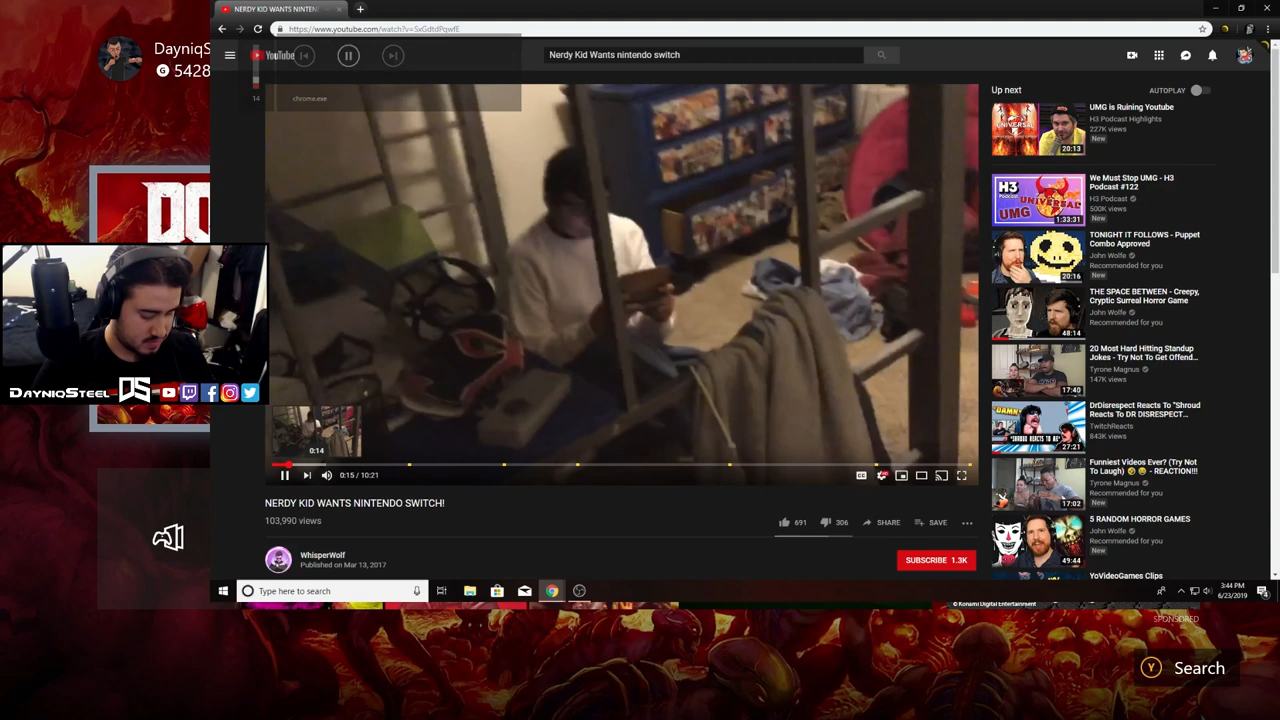 NERDY KID WANTS NINTEN
https://www.youtube.com/watch?v=SxGdtdPqwfE
DayniqS
G 5428
YouTube
Nerdy Kid Wants nintendo switch
14
chrome.exe
Up next
AUTOPLAY
UMG is Ruining Youtube
H3 Podcast Highlights
227K views
New
20:13
We Must Stop UMG - H3
Podcast #122
H3 Podcast
500K views
New
H3
PODCAST
UNIVERSAL
UMG
1:33:31
TONIGHT IT FOLLOWS - Puppet
Combo Approved
John Wolfe
Recommended for you
New
20:16
THE SPACE BETWEEN - Creepy,
Cryptic Surreal Horror Game
John Wolfe
Recommended for you
48:14
20 Most Hard Hitting Standup
Jokes - Try Not To Get Offend...
Tyrone Magnus
147K views
17:40
DrDisrespect Reacts To "Shroud
Reacts To DR DISRESPECT...
TwitchReacts
843K views
"DAMN!"
27:21
Funniest Videos Ever? (Try Not
To Laugh) 🤣😂 - REACTION!!!
Tyrone Magnus
Recommended for you
New
17:02
5 RANDOM HORROR GAMES
John Wolfe
Recommended for you
New
49:44
YoVideoGames Clips
DAYNIQSTEEL DS
0:14
0:15 / 10:21
CC
NERDY KID WANTS NINTENDO SWITCH!
103,990 views
691
306
SHARE
SAVE
WhisperWolf
Published on Mar 13, 2017
SUBSCRIBE 1.3K
Type here to search
3:44 PM
6/23/2019
© Konami Digital Entertainment
SPONSORED
Y Search